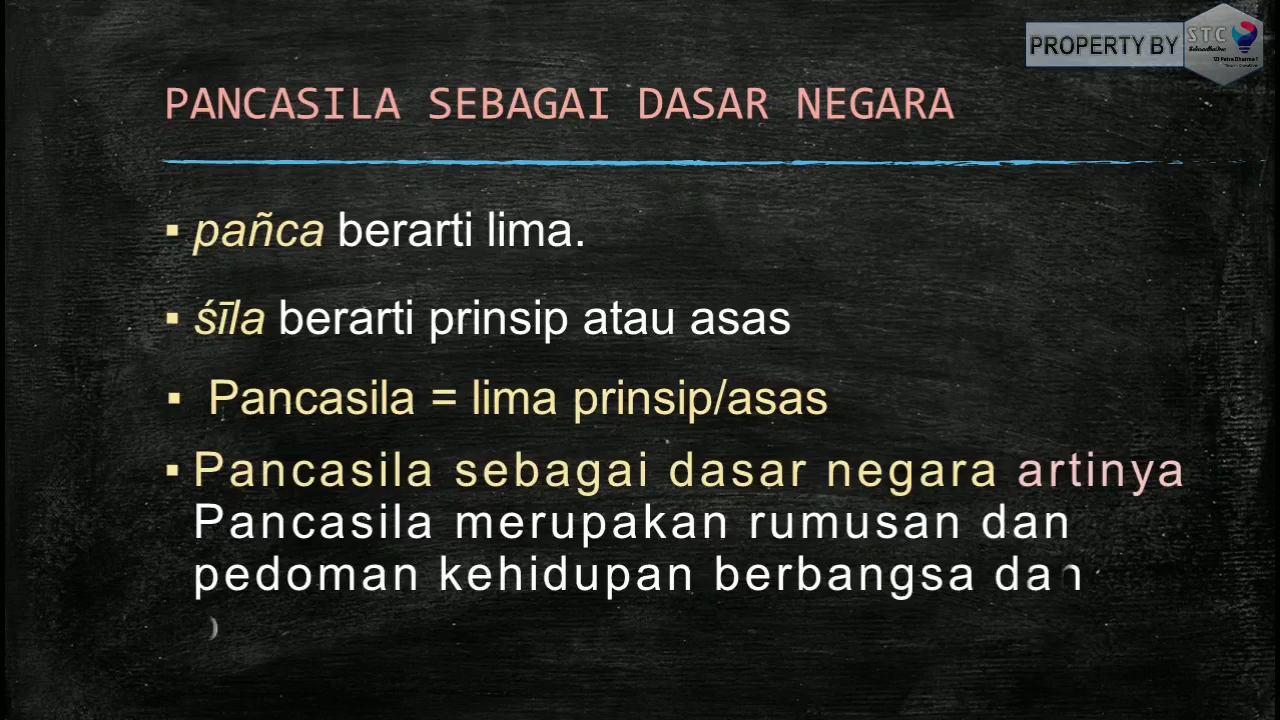 PROPERTY BY
STC
PANCASILA SEBAGAI DASAR NEGARA
▪ pañca berarti lima.
▪ śīla berarti prinsip atau asas
▪ Pancasila = lima prinsip/asas
▪ Pancasila sebagai dasar negara artinya
Pancasila merupakan rumusan dan
pedoman kehidupan berbangsa dan